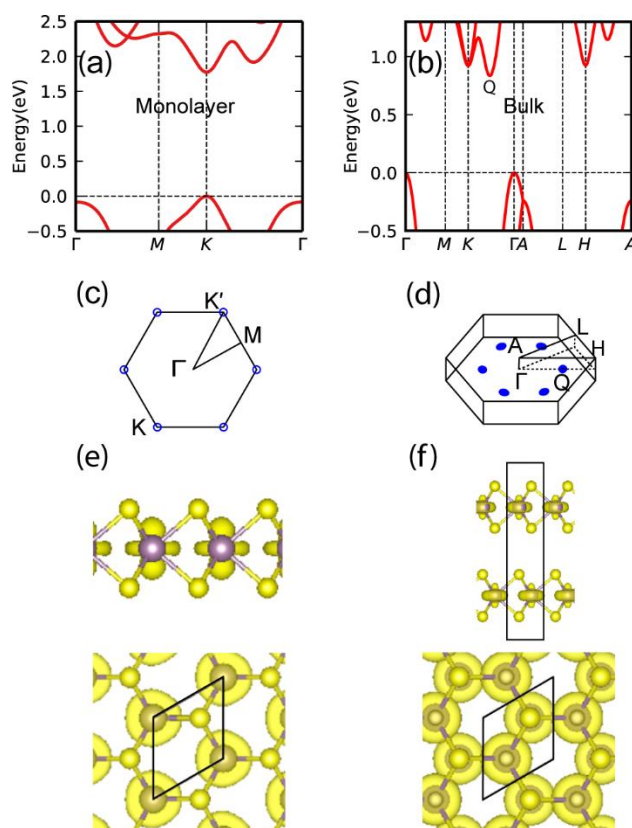 (a)
Energy(eV)
2.5
2.0
1.5
1.0
0.5
0.0
−0.5
Monolayer
Γ M K Γ
(b)
Energy(eV)
1.0
0.5
0.0
−0.5
Q
Bulk
Γ M K Γ A L H A
(c)
K′
M
Γ
K
(d)
L
A
H
Γ
Q
(e)
(f)